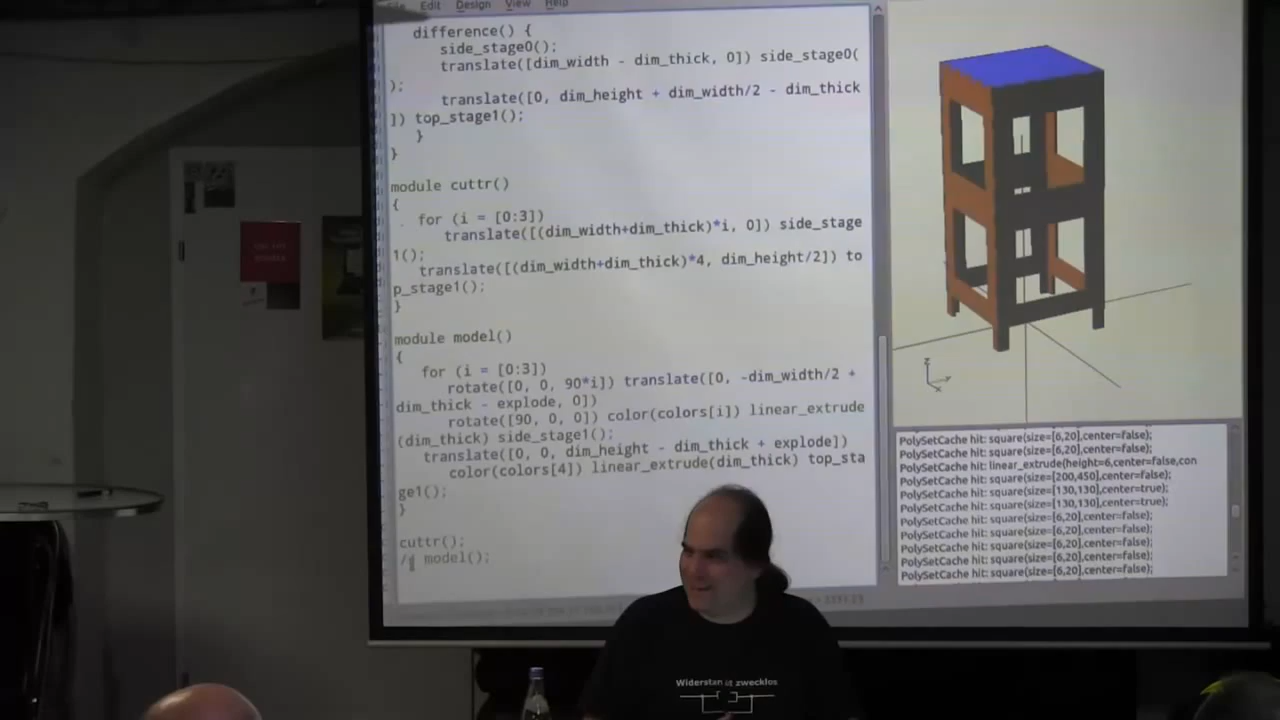 File Edit Design View Help
difference() {
side_stage0();
translate([dim_width - dim_thick, 0]) side_stage0(
);
translate([0, dim_height + dim_width/2 - dim_thick
]) top_stage1();
}
}
module cuttr()
{
for (i = [0:3])
translate([(dim_width+dim_thick)*i, 0]) side_stage
1();
translate([(dim_width+dim_thick)*4, dim_height/2]) to
p_stage1();
}
module model()
{
for (i = [0:3])
rotate([0, 0, 90*i]) translate([0, -dim_width/2 +
dim_thick - explode, 0])
rotate([90, 0, 0]) color(colors[i]) linear_extrude
(dim_thick) side_stage1();
translate([0, 0, dim_height - dim_thick + explode])
color(colors[4]) linear_extrude(dim_thick) top_sta
ge1();
}
cuttr();
// model();
PolySetCache hit: square(size=[6,20],center=false);
PolySetCache hit: square(size=[6,20],center=false);
PolySetCache hit: linear_extrude(height=6,center=false,con
PolySetCache hit: square(size=[200,450],center=false);
PolySetCache hit: square(size=[130,130],center=true);
PolySetCache hit: square(size=[130,130],center=true);
PolySetCache hit: square(size=[6,20],center=false);
PolySetCache hit: square(size=[6,20],center=false);
PolySetCache hit: square(size=[6,20],center=false);
PolySetCache hit: square(size=[6,20],center=false);
PolySetCache hit: square(size=[6,20],center=false);
Widerstand ist zwecklos